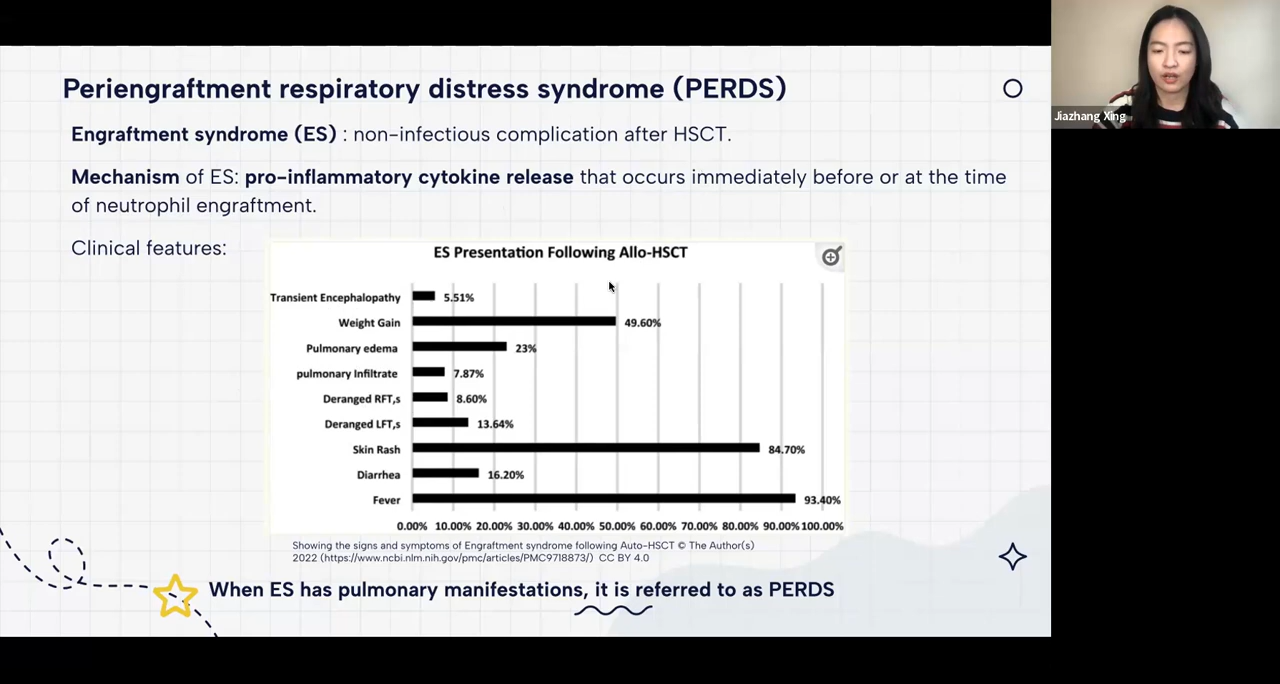 Periengraftment respiratory distress syndrome (PERDS)
Engraftment syndrome (ES) : non-infectious complication after HSCT.
Mechanism of ES: pro-inflammatory cytokine release that occurs immediately before or at the time
of neutrophil engraftment.
Clinical features:
ES Presentation Following Allo-HSCT
Transient Encephalopathy 5.51%
Weight Gain 49.60%
Pulmonary edema 23%
pulmonary Infiltrate 7.87%
Deranged RFT,s 8.60%
Deranged LFT,s 13.64%
Skin Rash 84.70%
Diarrhea 16.20%
Fever 93.40%
0.00% 10.00% 20.00% 30.00% 40.00% 50.00% 60.00% 70.00% 80.00% 90.00% 100.00%
Showing the signs and symptoms of Engraftment syndrome following Auto-HSCT © The Author(s)
2022 (https://www.ncbi.nlm.nih.gov/pmc/articles/PMC9718873/) CC BY 4.0
When ES has pulmonary manifestations, it is referred to as PERDS
Jiazhang Xing